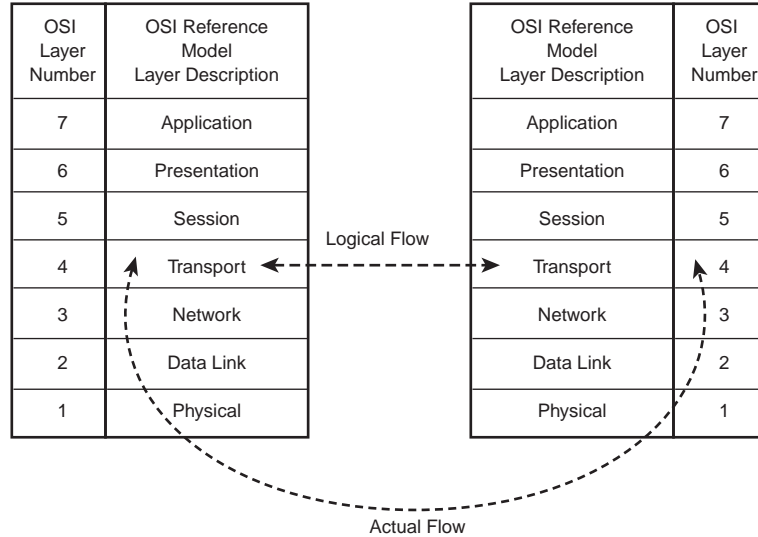 OSI
Layer
Number
OSI Reference
Model
Layer Description
7
Application
6
Presentation
5
Session
4
Transport
3
Network
2
Data Link
1
Physical
Logical Flow
OSI Reference
Model
Layer Description
OSI
Layer
Number
Application
7
Presentation
6
Session
5
Transport
4
Network
3
Data Link
2
Physical
1
Actual Flow